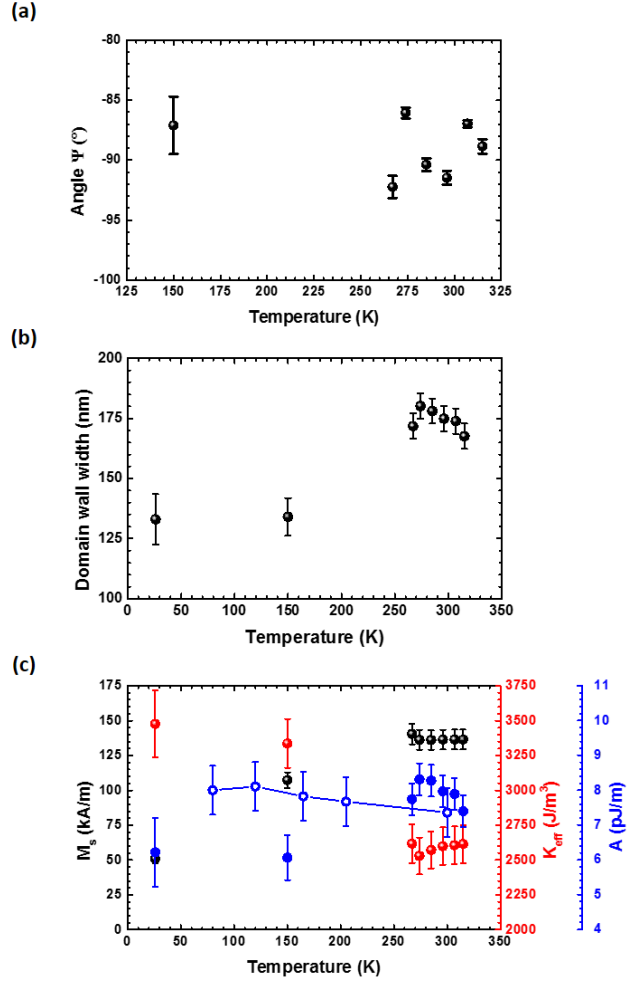 (a)
-80
-85
-90
-95
-100
Angle Ψ (°)
125 150 175 200 225 250 275 300 325
Temperature (K)
(b)
200
175
150
125
100
Domain wall width (nm)
0 50 100 150 200 250 300 350
Temperature (K)
(c)
175 3750 11
150 3500 10
125 3250 9
100 3000 8
75 2750 7
50 2500 6
25 2250 5
0 2000 4
M_s (kA/m)
K_eff (J/m³)
A (pJ/m)
0 50 100 150 200 250 300 350
Temperature (K)